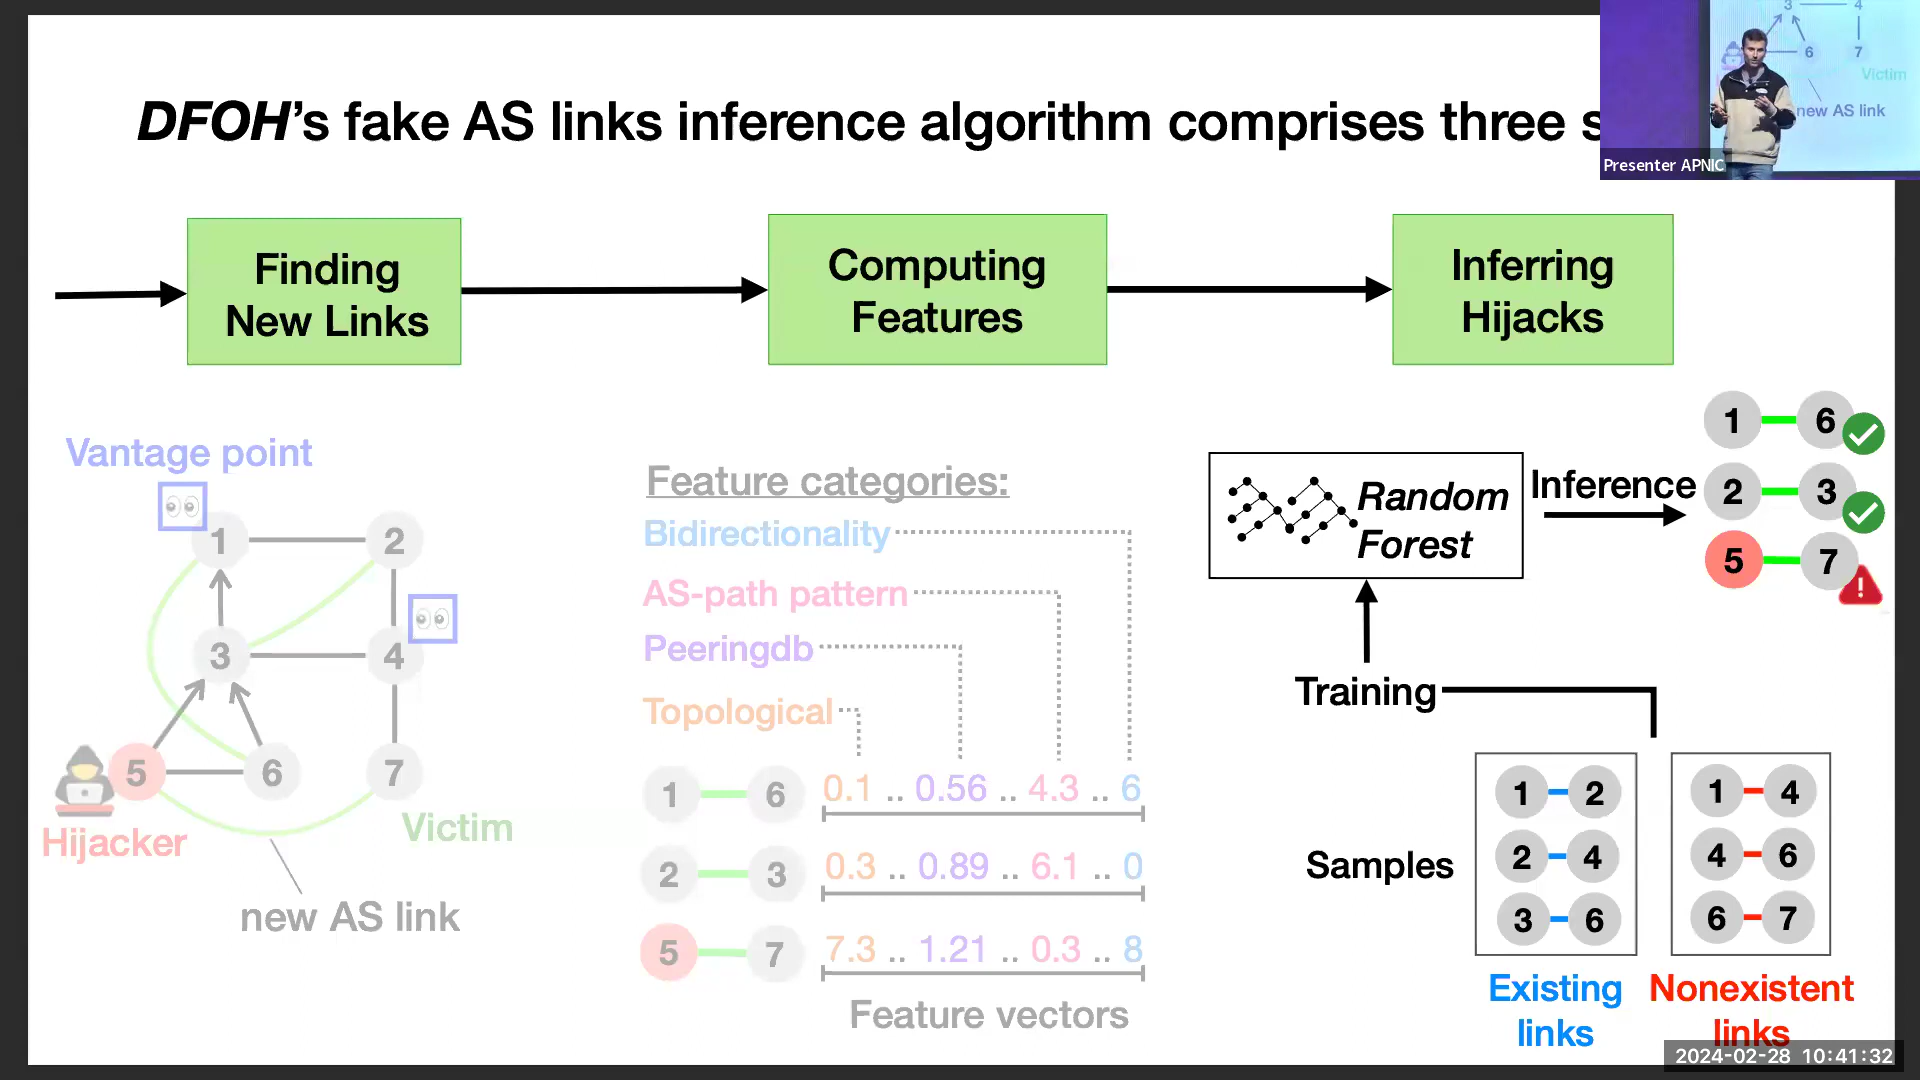 DFOH's fake AS links inference algorithm comprises three
3
4
6
7
Victim
new AS link
Presenter APNIC
Finding
New Links
Computing
Features
Inferring
Hijacks
Vantage point
1
2
3
4
5
6
7
Hijacker
Victim
new AS link
Feature categories:
Bidirectionality
AS-path pattern
Peeringdb
Topological
1 6 0.1 .. 0.56 .. 4.3 .. 6
2 3 0.3 .. 0.89 .. 6.1 .. 0
5 7 7.3 .. 1.21 .. 0.3 .. 8
Feature vectors
Random
Forest
Inference
1 6
2 3
5 7
!
Training
Samples
1 2
2 4
3 6
Existing
links
1 4
4 6
6 7
Nonexistent
links
2024-02-28 10:41:32